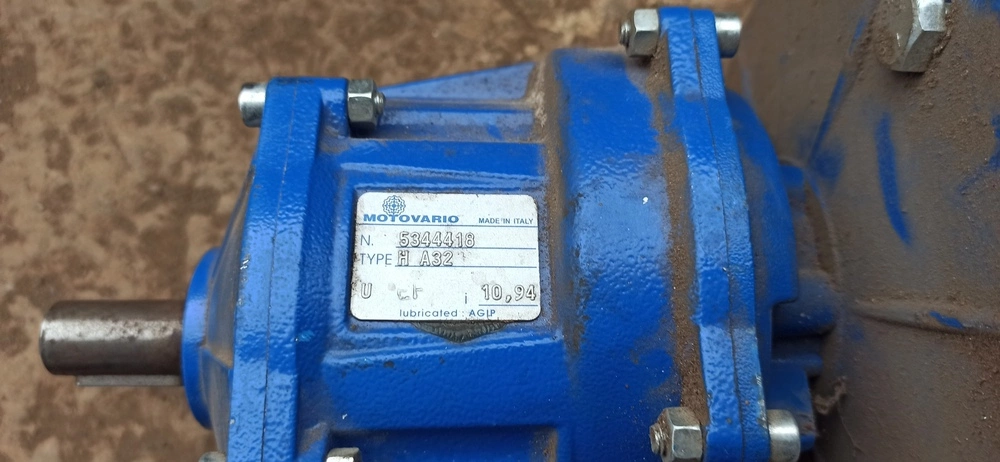 MOTOVARIO MADE IN ITALY
N. 5344418
TYPE H A32
U i 10,94
lubricated : AGIP